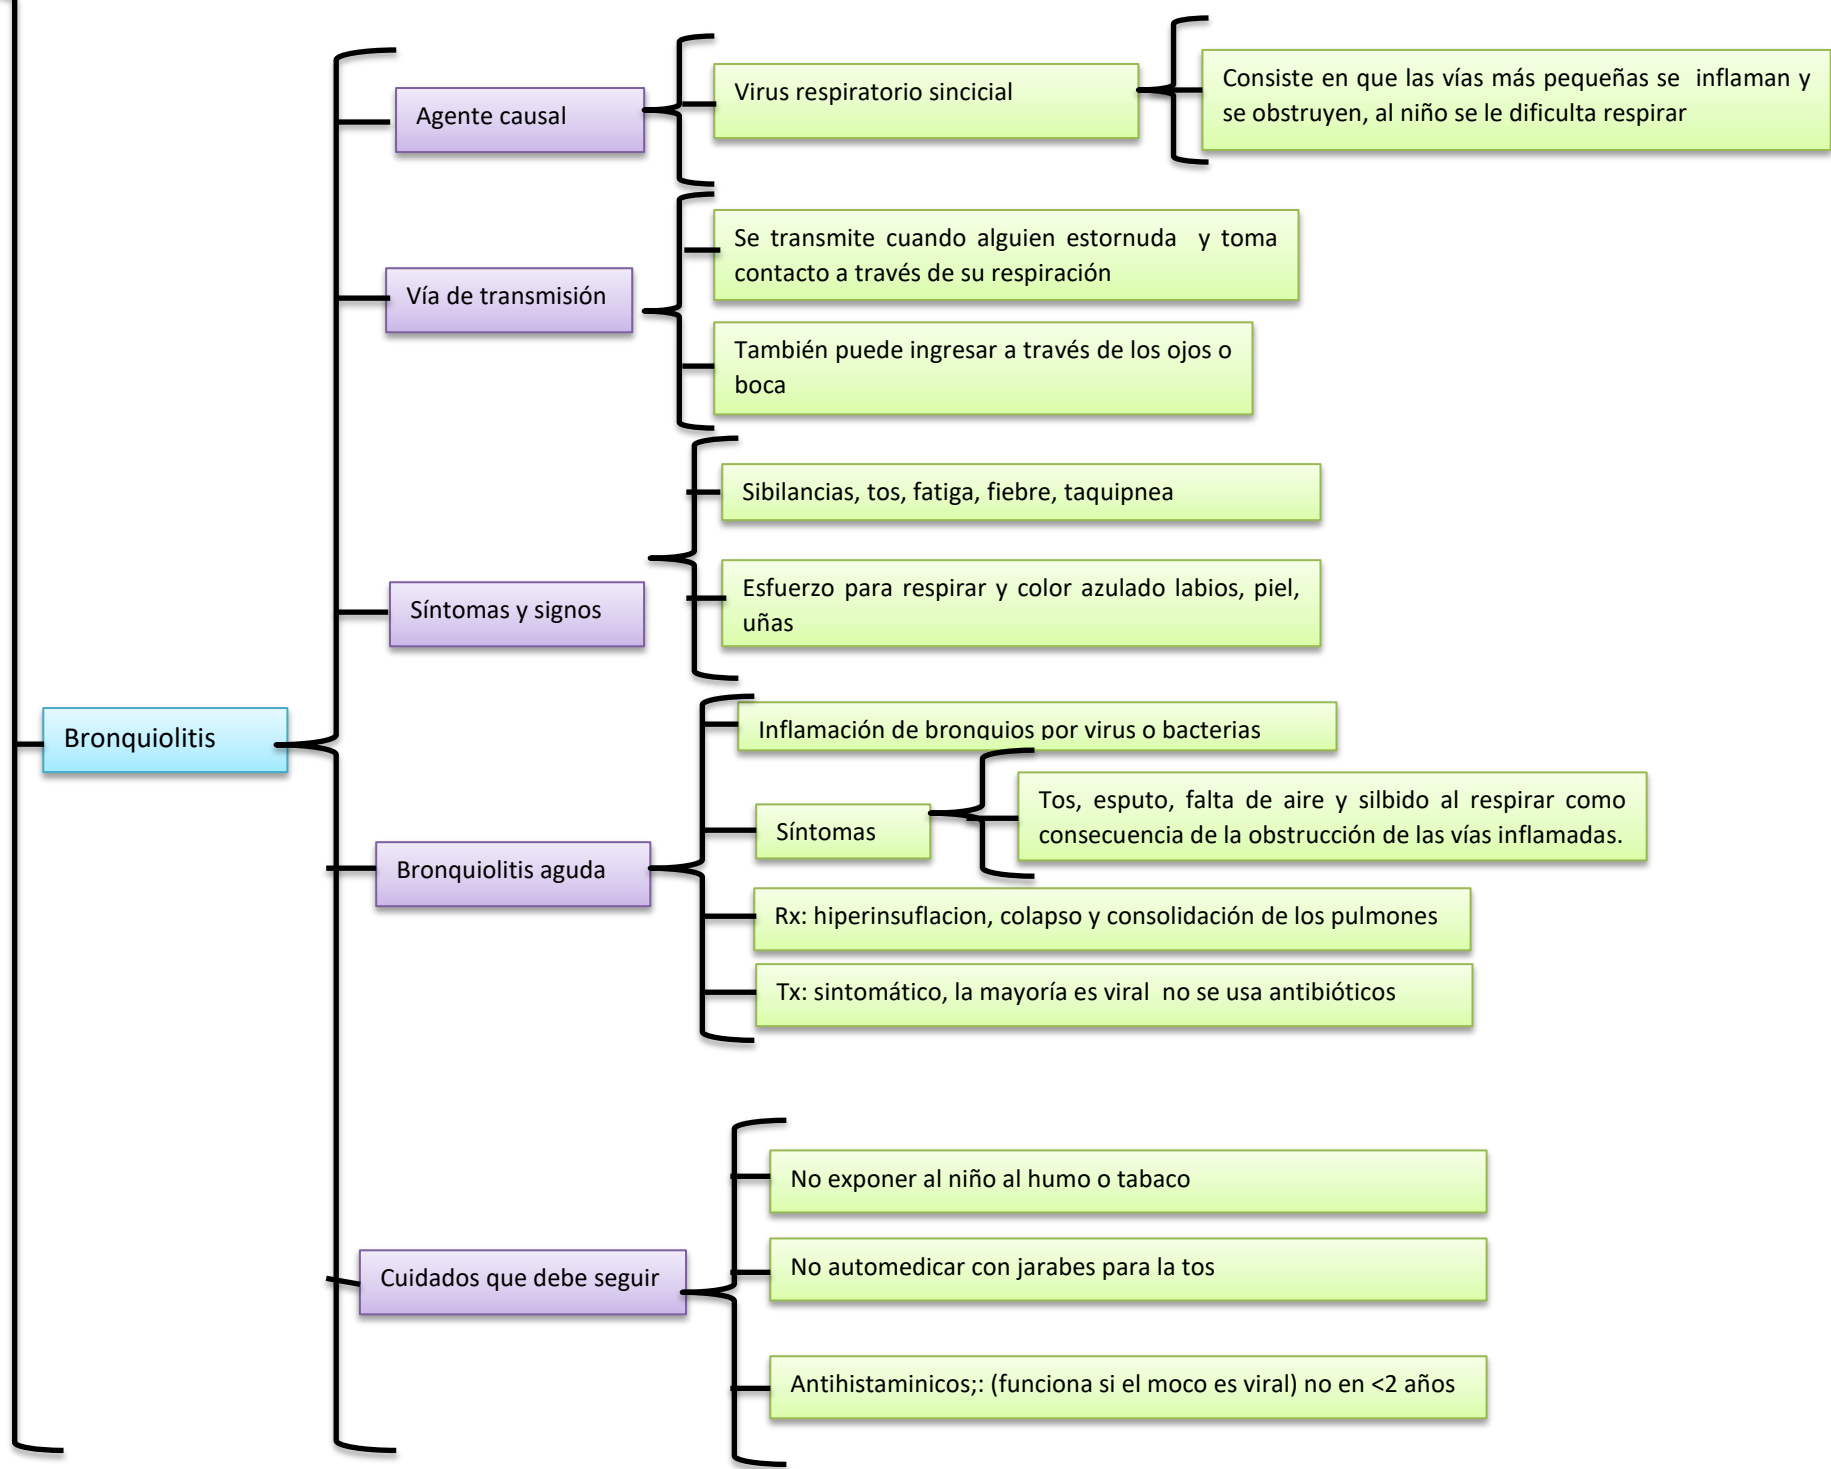 Bronquiolitis
Agente causal
Virus respiratorio sincicial
Consiste en que las vías más pequeñas se inflaman y
se obstruyen, al niño se le dificulta respirar
Vía de transmisión
Se transmite cuando alguien estornuda y toma
contacto a través de su respiración
También puede ingresar a través de los ojos o
boca
Síntomas y signos
Sibilancias, tos, fatiga, fiebre, taquipnea
Esfuerzo para respirar y color azulado labios, piel,
uñas
Bronquiolitis aguda
Inflamación de bronquios por virus o bacterias
Síntomas
Tos, esputo, falta de aire y silbido al respirar como
consecuencia de la obstrucción de las vías inflamadas.
Rx: hiperinsuflacion, colapso y consolidación de los pulmones
Tx: sintomático, la mayoría es viral no se usa antibióticos
Cuidados que debe seguir
No exponer al niño al humo o tabaco
No automedicar con jarabes para la tos
Antihistaminicos;: (funciona si el moco es viral) no en <2 años